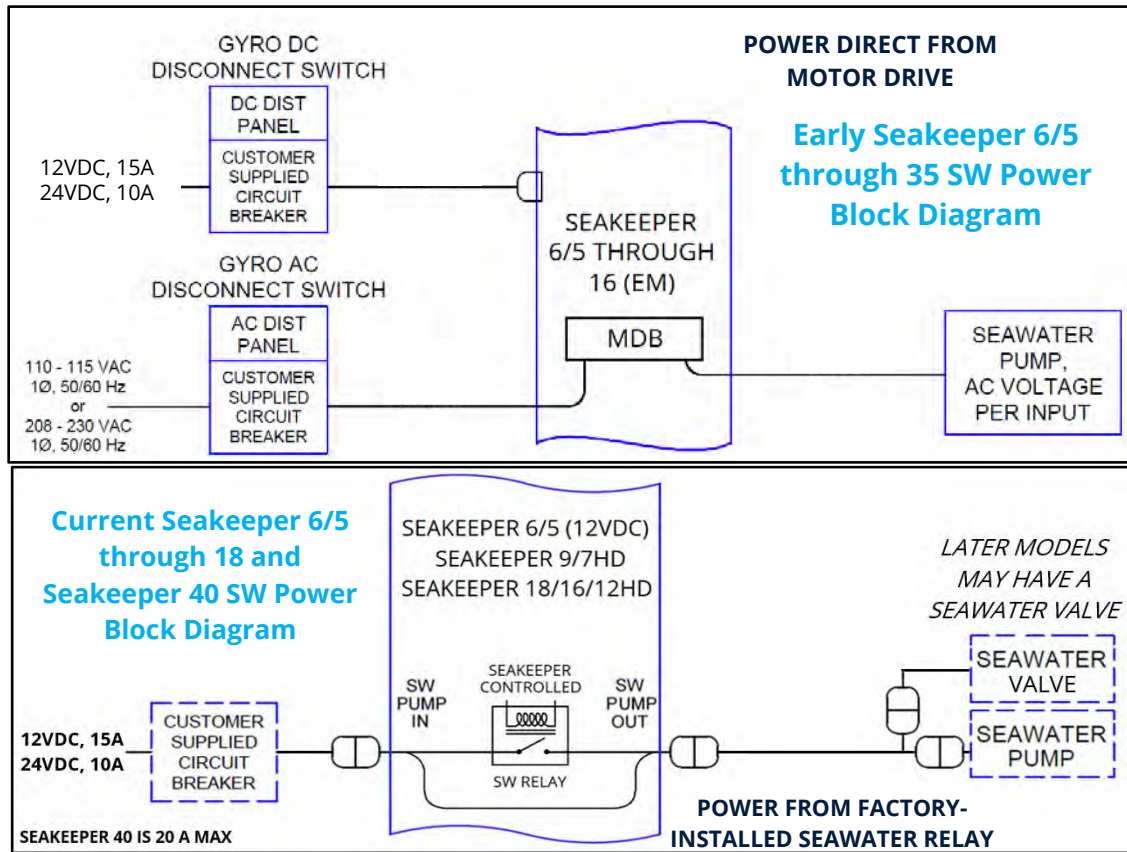 GYRO DC
DISCONNECT SWITCH
DC DIST
PANEL
CUSTOMER
SUPPLIED
CIRCUIT
BREAKER
12VDC, 15A
24VDC, 10A
GYRO AC
DISCONNECT SWITCH
AC DIST
PANEL
CUSTOMER
SUPPLIED
CIRCUIT
BREAKER
110 - 115 VAC
1Ø, 50/60 Hz
or
208 - 230 VAC
1Ø, 50/60 Hz
SEAKEEPER
6/5 THROUGH
16 (EM)
MDB
POWER DIRECT FROM
MOTOR DRIVE
Early Seakeeper 6/5
through 35 SW Power
Block Diagram
SEAWATER
PUMP,
AC VOLTAGE
PER INPUT
Current Seakeeper 6/5
through 18 and
Seakeeper 40 SW Power
Block Diagram
12VDC, 15A
24VDC, 10A
CUSTOMER
SUPPLIED
CIRCUIT
BREAKER
SEAKEEPER 40 IS 20 A MAX
SEAKEEPER 6/5 (12VDC)
SEAKEEPER 9/7HD
SEAKEEPER 18/16/12HD
SW
PUMP
IN
SEAKEEPER
CONTROLLED
SW RELAY
SW
PUMP
OUT
LATER MODELS
MAY HAVE A
SEAWATER VALVE
SEAWATER
VALVE
SEAWATER
PUMP
POWER FROM FACTORY-
INSTALLED SEAWATER RELAY